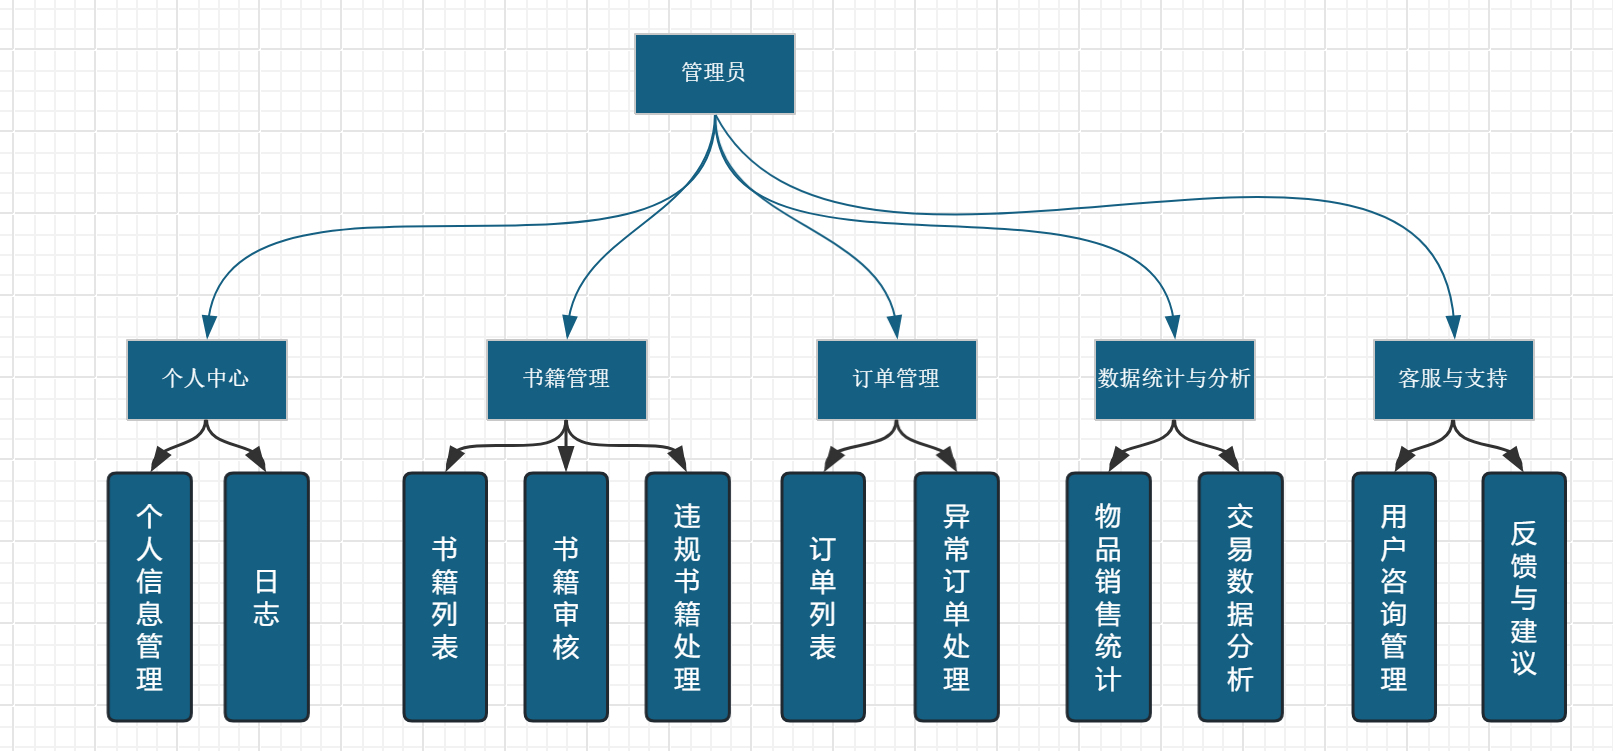 管理员
个人中心
书籍管理
订单管理
数据统计与分析
客服与支持
个人信息管理
日志
书籍列表
书籍审核
违规书籍处理
订单列表
异常订单处理
物品销售统计
交易数据分析
用户咨询管理
反馈与建议